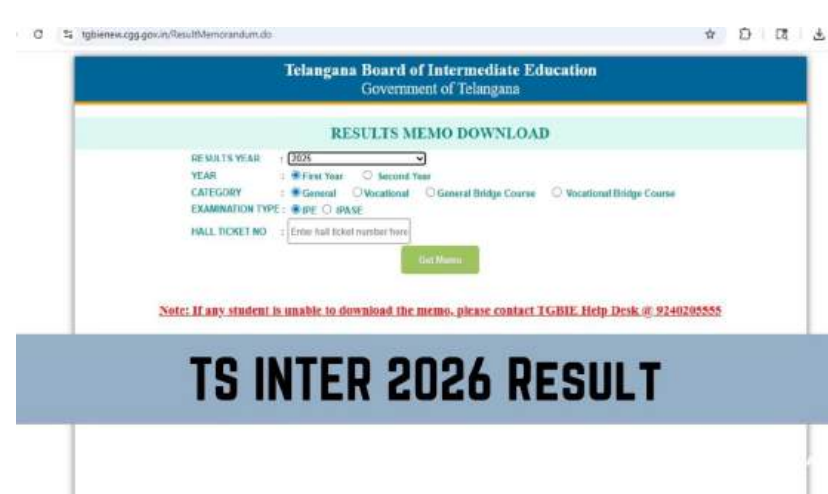 tgbienew.cgg.gov.in/ResultMemorandum.do
Telangana Board of Intermediate Education
Government of Telangana
RESULTS MEMO DOWNLOAD
RESULTS YEAR : 2026
YEAR : First Year Second Year
CATEGORY : General Vocational General Bridge Course Vocational Bridge Course
EXAMINATION TYPE : IPE IPASE
HALL TICKET NO : Enter hall ticket number here
Get Memo
Note: If any student is unable to download the memo, please contact TGBIE Help Desk @ 9240205555
TS INTER 2026 RESULT